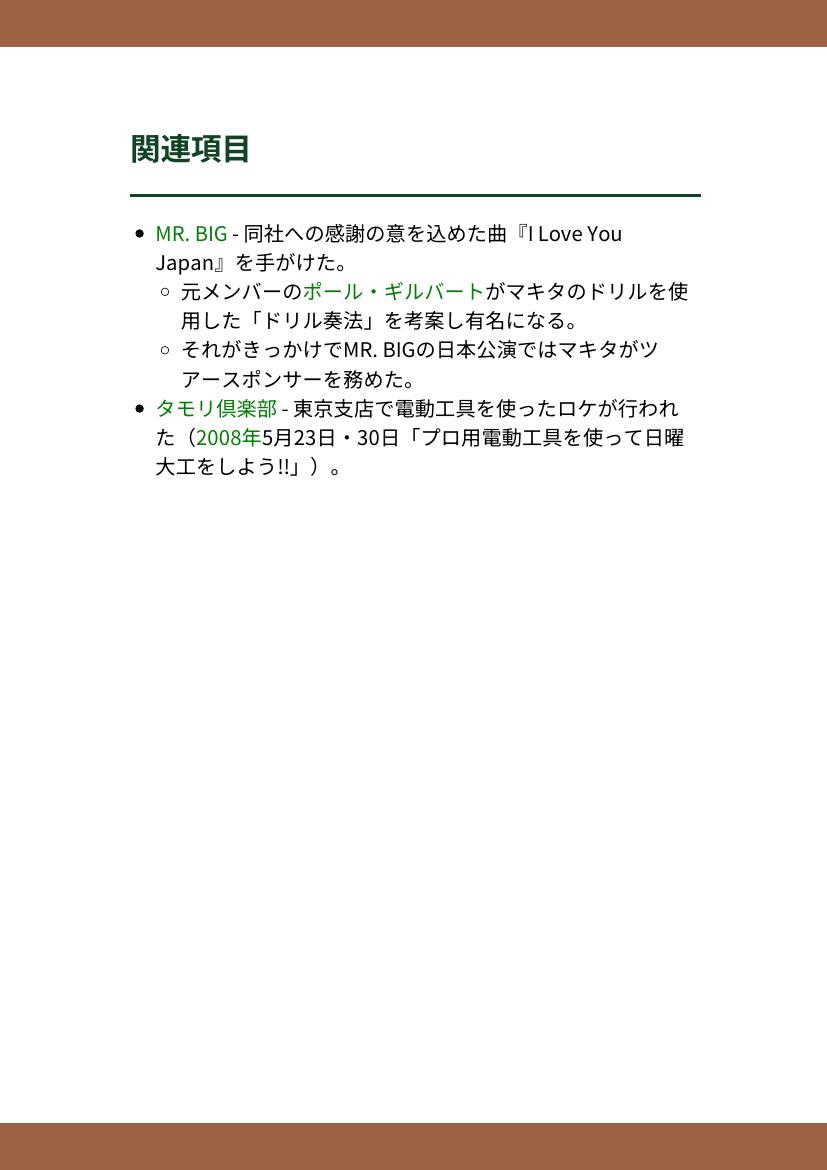 関連項目
MR. BIG - 同社への感謝の意を込めた曲『I Love You
Japan』を手がけた。
元メンバーのポール・ギルバートがマキタのドリルを使
用した「ドリル奏法」を考案し有名になる。
それがきっかけでMR. BIGの日本公演ではマキタがツ
アースポンサーを務めた。
タモリ倶楽部 - 東京支店で電動工具を使ったロケが行われ
た（2008年5月23日・30日「プロ用電動工具を使って日曜
大工をしよう!!」）。